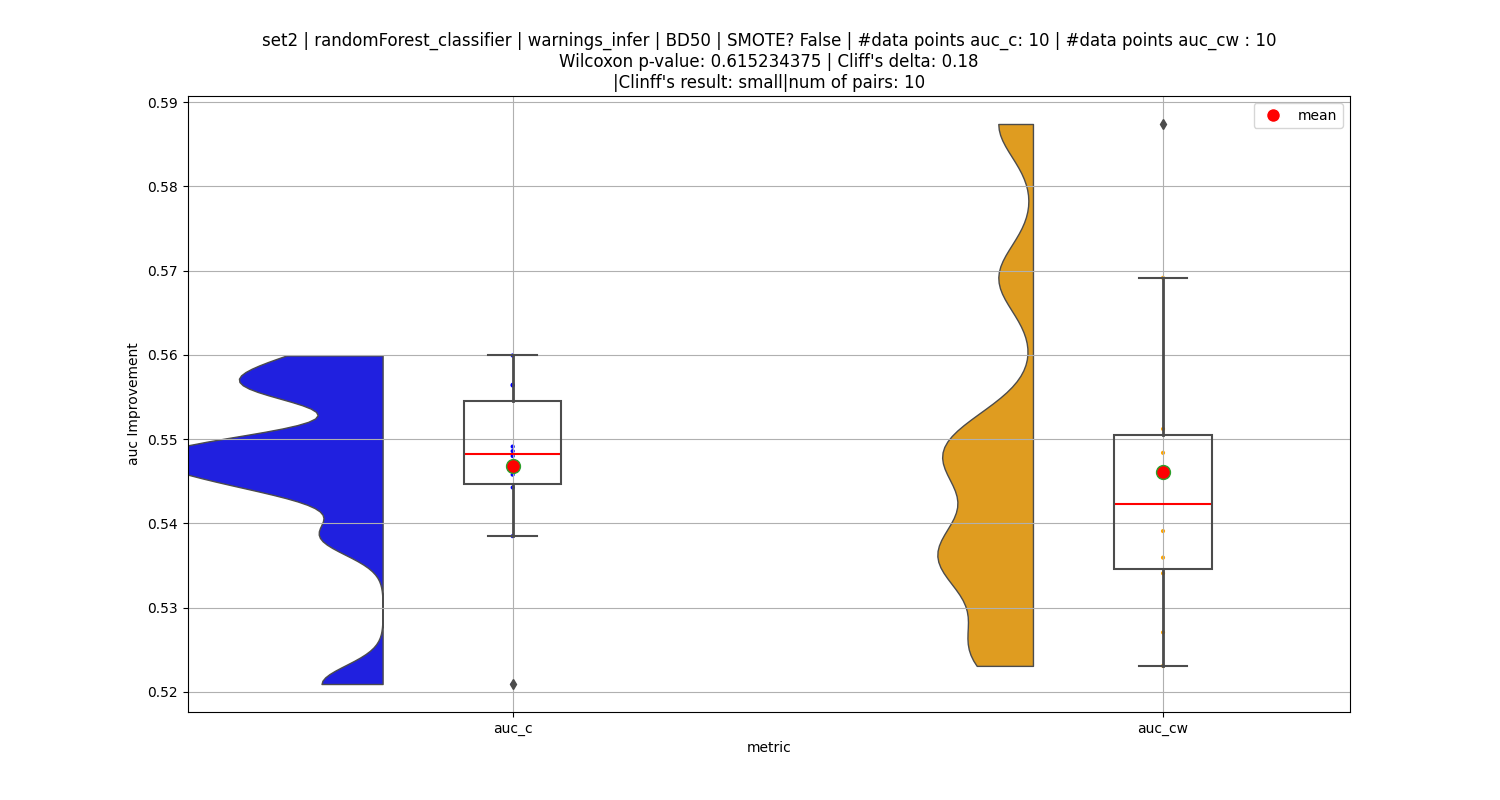 set2 | randomForest_classifier | warnings_infer | BD50 | SMOTE? False | #data points auc_c: 10 | #data points auc_cw : 10
Wilcoxon p-value: 0.615234375 | Cliff's delta: 0.18
|Clinff's result: small|num of pairs: 10
mean
0.59
0.58
0.57
0.56
0.55
0.54
0.53
0.52
auc Improvement
auc_c
auc_cw
metric